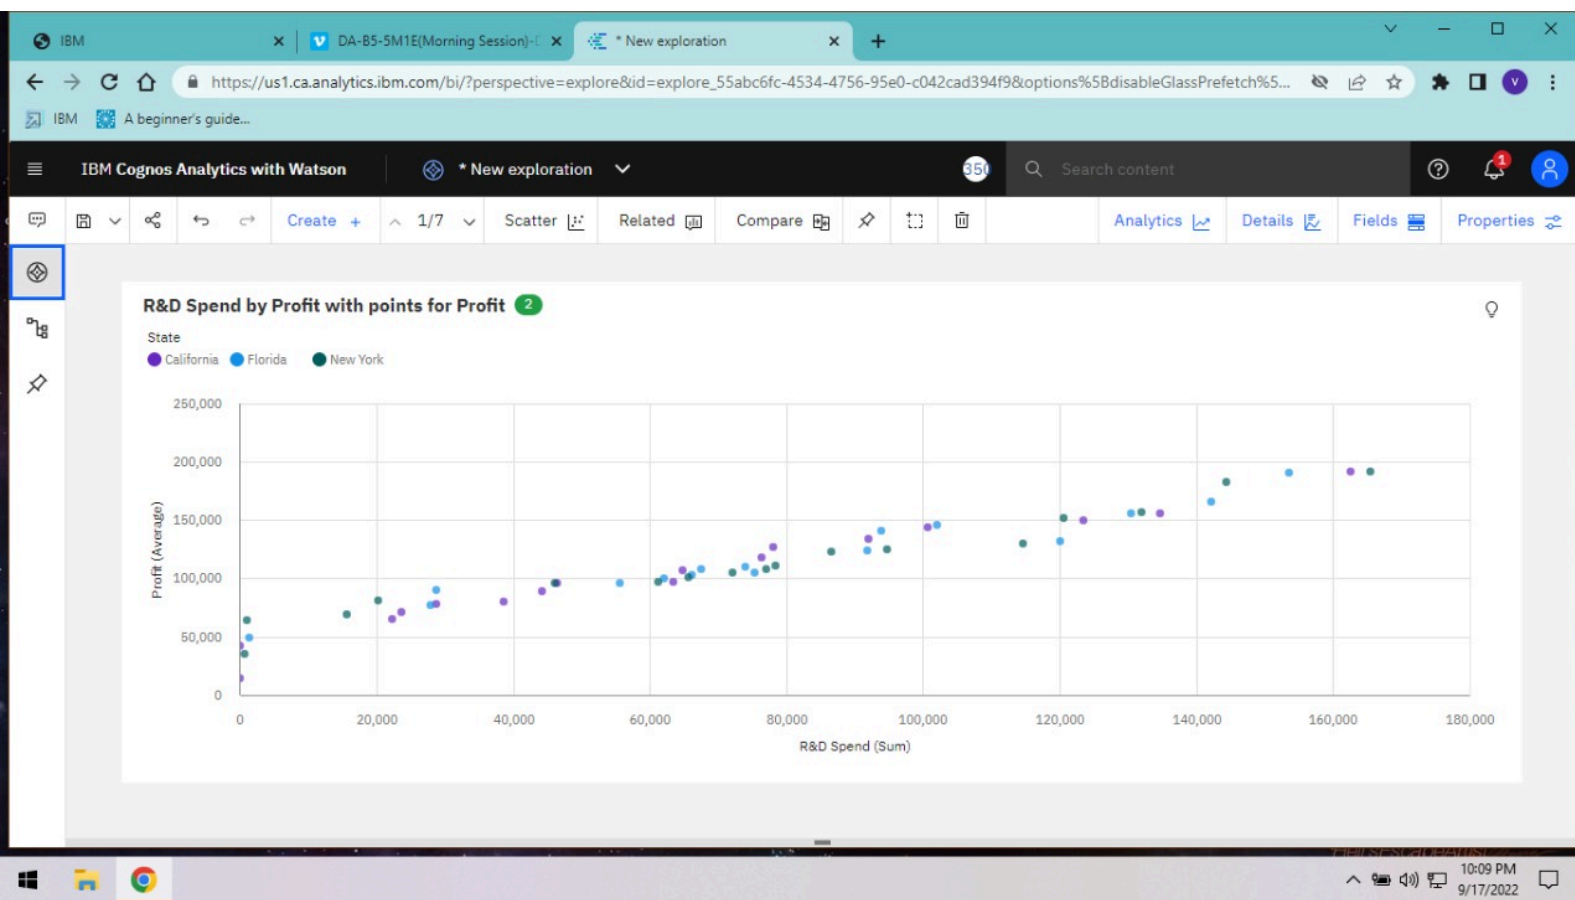 IBM
DA-B5-5M1E(Morning Session)-
* New exploration
https://us1.ca.analytics.ibm.com/bi/?perspective=explore&id=explore_55abc6fc-4534-4756-95e0-c042cad394f9&options%5BdisableGlassPrefetch%5...
V
IBM
A beginner's guide...
IBM Cognos Analytics with Watson
* New exploration
350
Search content
1
Create +
1/7
Scatter
Related
Compare
Analytics
Details
Fields
Properties
R&D Spend by Profit with points for Profit 2
State
California Florida New York
250,000
200,000
150,000
100,000
50,000
0
Profit (Average)
0 20,000 40,000 60,000 80,000 100,000 120,000 140,000 160,000 180,000
R&D Spend (Sum)
10:09 PM
9/17/2022